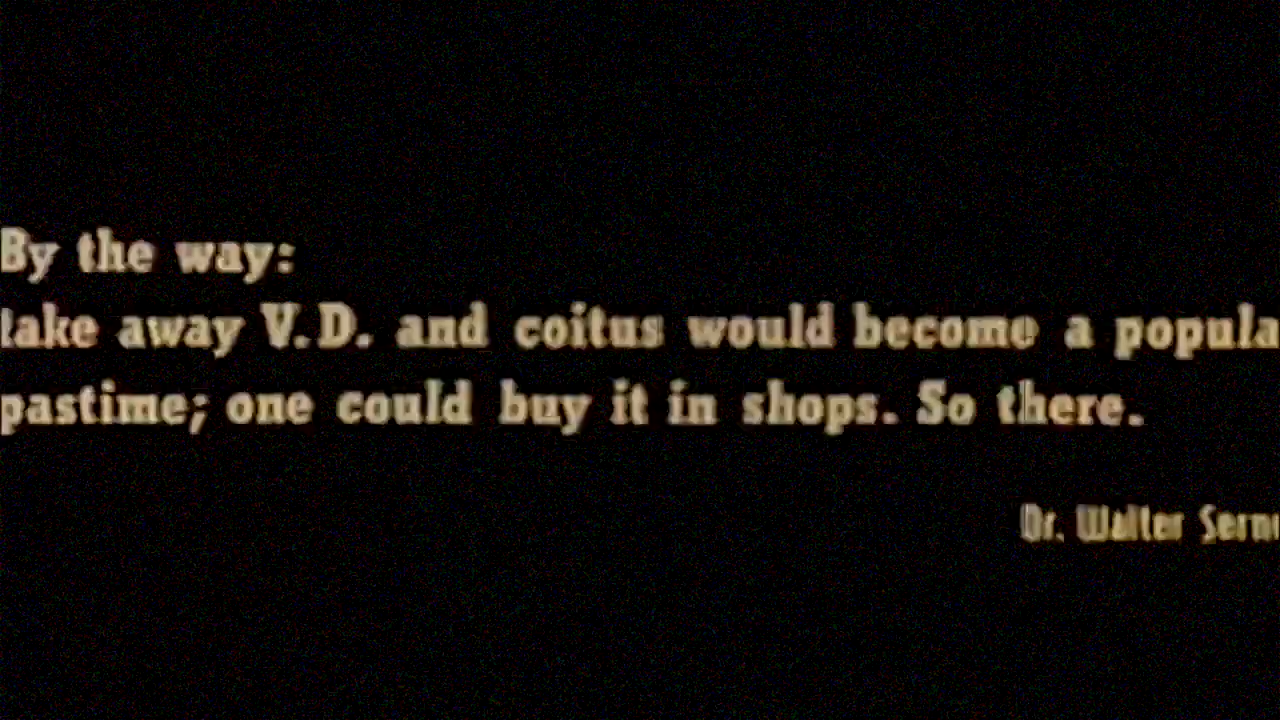 By the way:
take away V.D. and coitus would become a popula
pastime; one could buy it in shops. So there.
Dr. Walter Sern